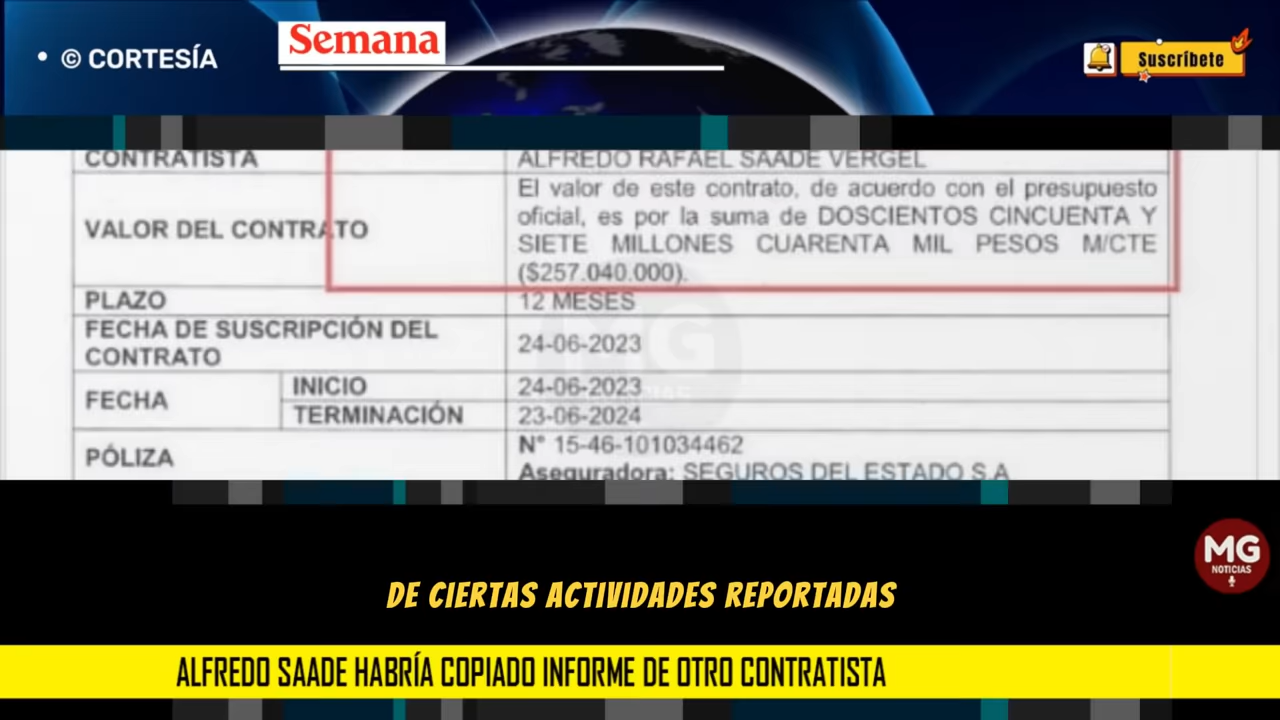 • © CORTESÍA
Semana
Suscríbete
CONTRATISTA
ALFREDO RAFAEL SAADE VERGEL
VALOR DEL CONTRATO
El valor de este contrato, de acuerdo con el presupuesto
oficial, es por la suma de DOSCIENTOS CINCUENTA Y
SIETE MILLONES CUARENTA MIL PESOS M/CTE
($257.040.000).
PLAZO
12 MESES
FECHA DE SUSCRIPCIÓN DEL
CONTRATO
24-06-2023
FECHA
INICIO
24-06-2023
TERMINACIÓN
23-06-2024
PÓLIZA
N° 15-46-101034462
Aseguradora: SEGUROS DEL ESTADO S.A
MG
MG
NOTICIAS
DE CIERTAS ACTIVIDADES REPORTADAS
ALFREDO SAADE HABRÍA COPIADO INFORME DE OTRO CONTRATISTA